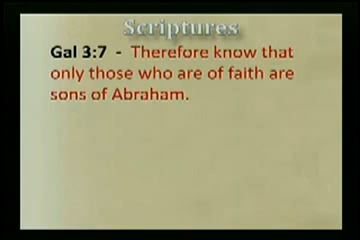 Scriptures
Gal 3:7 - Therefore know that
only those who are of faith are
sons of Abraham.